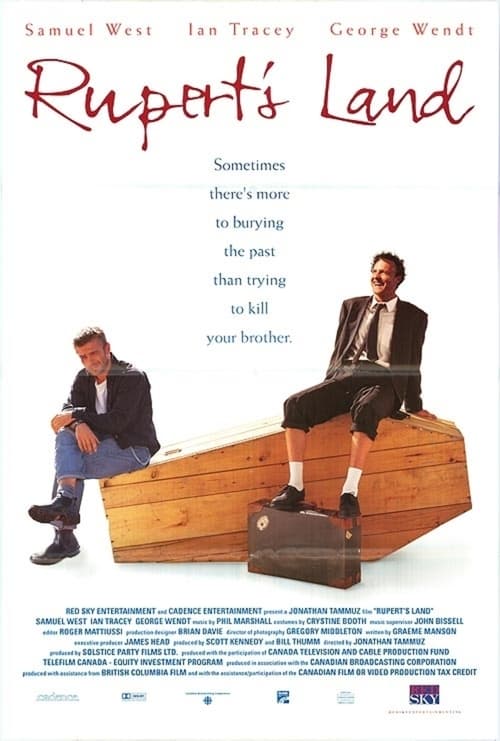 Samuel West Ian Tracey George Wendt
Rupert's Land
Sometimes
there's more
to burying
the past
than trying
to kill
your brother.
RED SKY ENTERTAINMENT and CADENCE ENTERTAINMENT present a JONATHAN TAMMUZ film "RUPERT'S LAND"
SAMUEL WEST IAN TRACEY GEORGE WENDT music by PHIL MARSHALL costumes by CRYSTINE BOOTH music supervisor JOHN BISSELL
editor ROGER MATTIUSSI production designer BRIAN DAVIE director of photography GREGORY MIDDLETON written by GRAEME MANSON
executive producer JAMES HEAD produced by SCOTT KENNEDY and BILL THUMM directed by JONATHAN TAMMUZ
produced by SOLSTICE PARTY FILMS LTD. produced with the participation of CANADA TELEVISION AND CABLE PRODUCTION FUND
TELEFILM CANADA - EQUITY INVESTMENT PROGRAM produced in association with the CANADIAN BROADCASTING CORPORATION
produced with assistance from BRITISH COLUMBIA FILM and with the assistance/participation of the CANADIAN FILM OR VIDEO PRODUCTION TAX CREDIT
cadence
RED
SKY